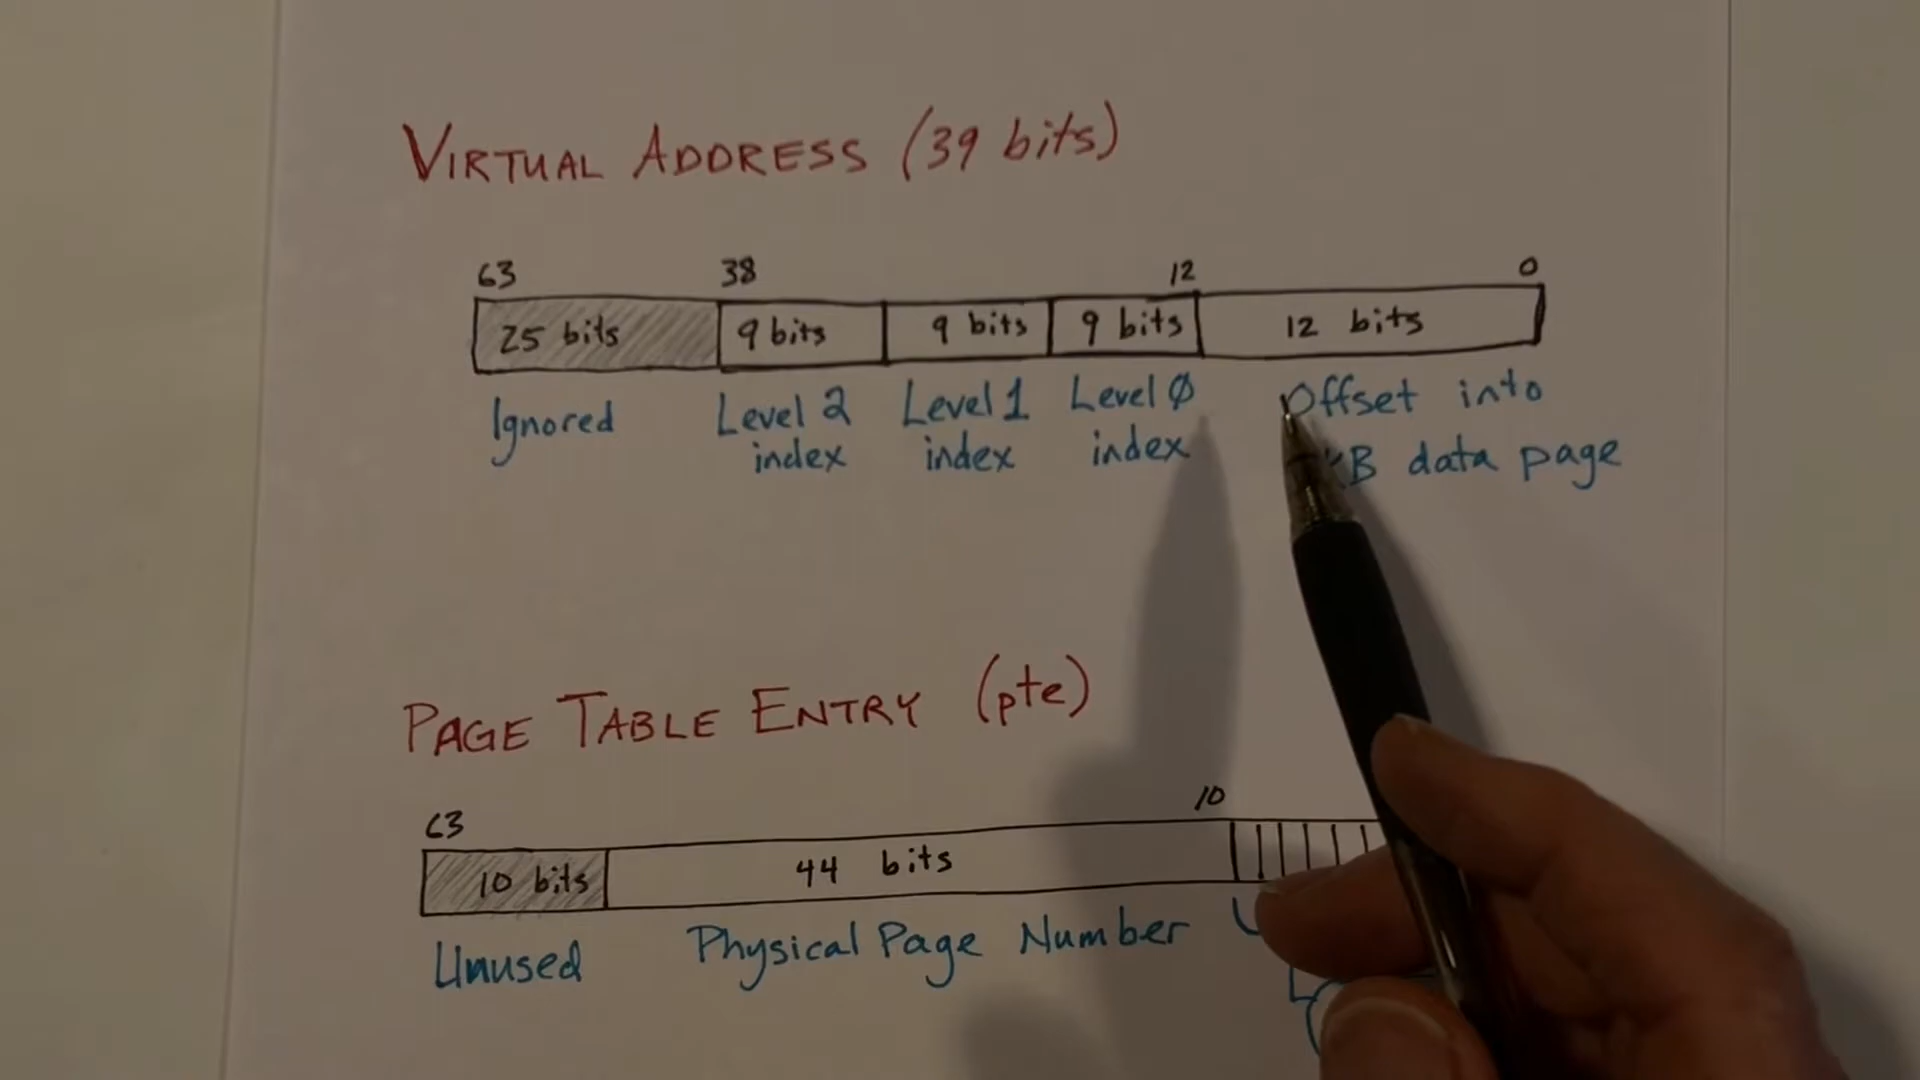 VIRTUAL ADDRESS (39 bits)
63 38 12 0
25 bits 9 bits 9 bits 9 bits 12 bits
Ignored Level 2 index Level 1 index Level Ø index Offset into KB data page
PAGE TABLE ENTRY (pte)
63 10
10 bits 44 bits
Unused Physical Page Number